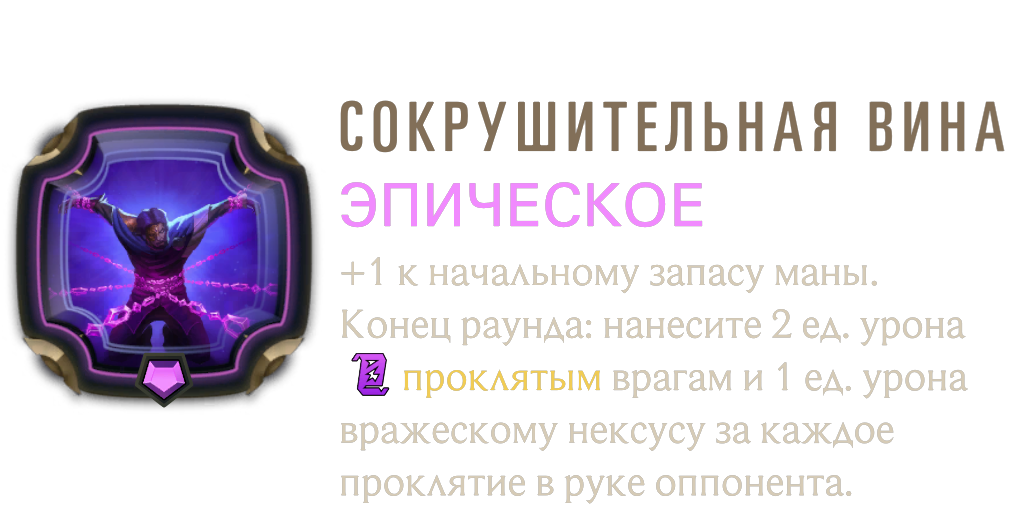 СОКРУШИТЕЛЬНАЯ ВИНА
ЭПИЧЕСКОЕ
+1 к начальному запасу маны.
Конец раунда: нанесите 2 ед. урона
проклятым врагам и 1 ед. урона
вражескому нексусу за каждое
проклятие в руке оппонента.